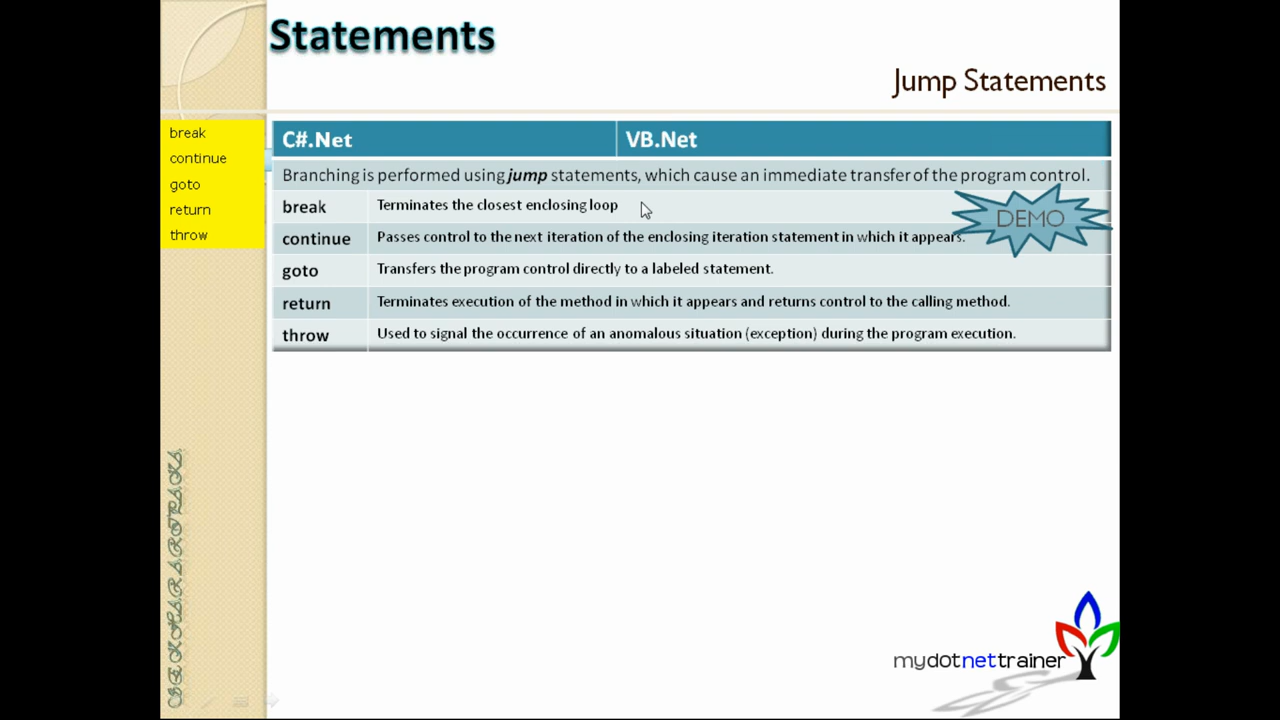 Statements
Jump Statements
break
continue
goto
return
throw
C#.Net VB.Net
Branching is performed using jump statements, which cause an immediate transfer of the program control.
break Terminates the closest enclosing loop
DEMO
continue Passes control to the next iteration of the enclosing iteration statement in which it appears.
goto Transfers the program control directly to a labeled statement.
return Terminates execution of the method in which it appears and returns control to the calling method.
throw Used to signal the occurrence of an anomalous situation (exception) during the program execution.
mydotnettrainer